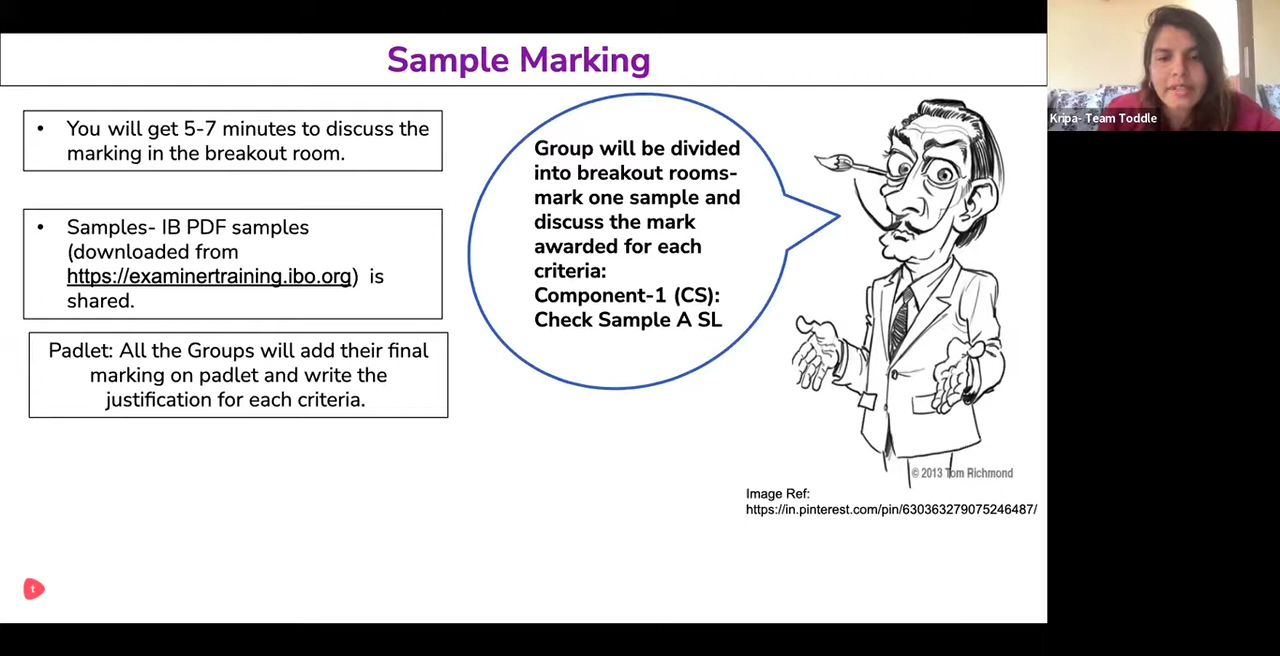 Sample Marking
• You will get 5-7 minutes to discuss the
marking in the breakout room.
• Samples- IB PDF samples
(downloaded from
https://examinertraining.ibo.org) is
shared.
Padlet: All the Groups will add their final
marking on padlet and write the
justification for each criteria.
Group will be divided
into breakout rooms-
mark one sample and
discuss the mark
awarded for each
criteria:
Component-1 (CS):
Check Sample A SL
© 2013 Tom Richmond
Image Ref:
https://in.pinterest.com/pin/630363279075246487/
t
Kripa- Team Toddle